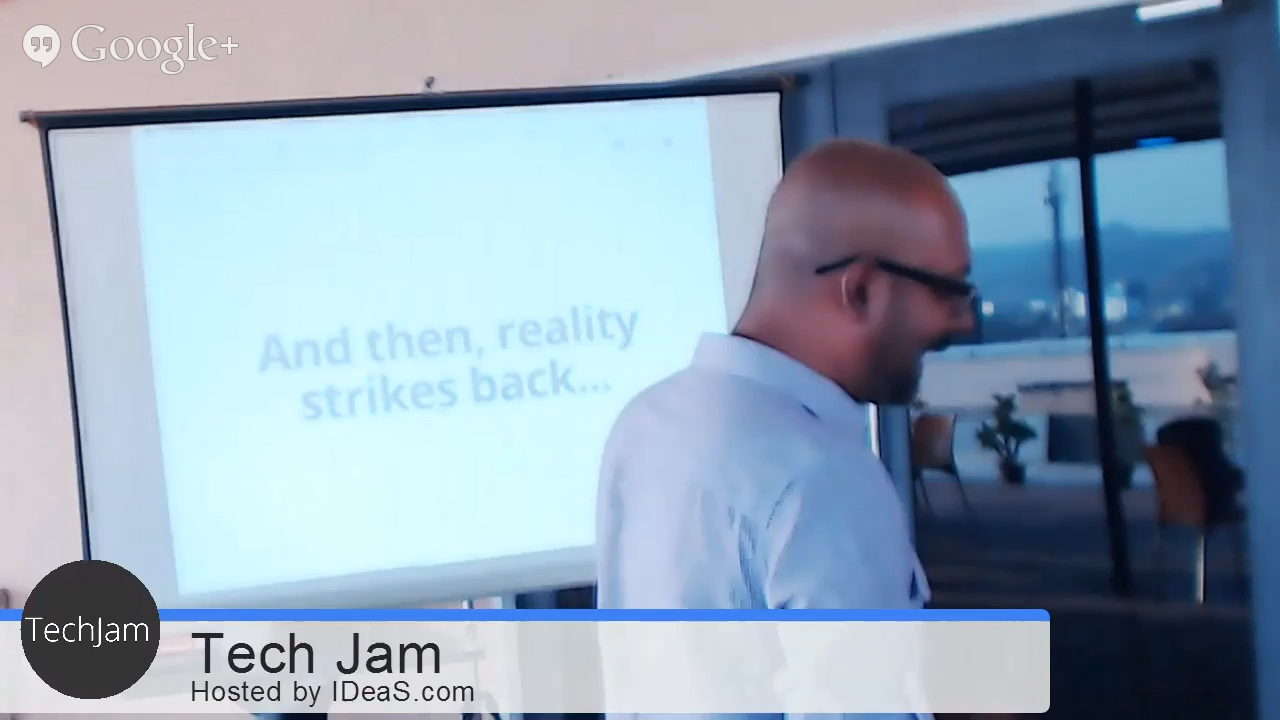 Google+
And then, reality
strikes back...
TechJam
Tech Jam
Hosted by IDeaS.com